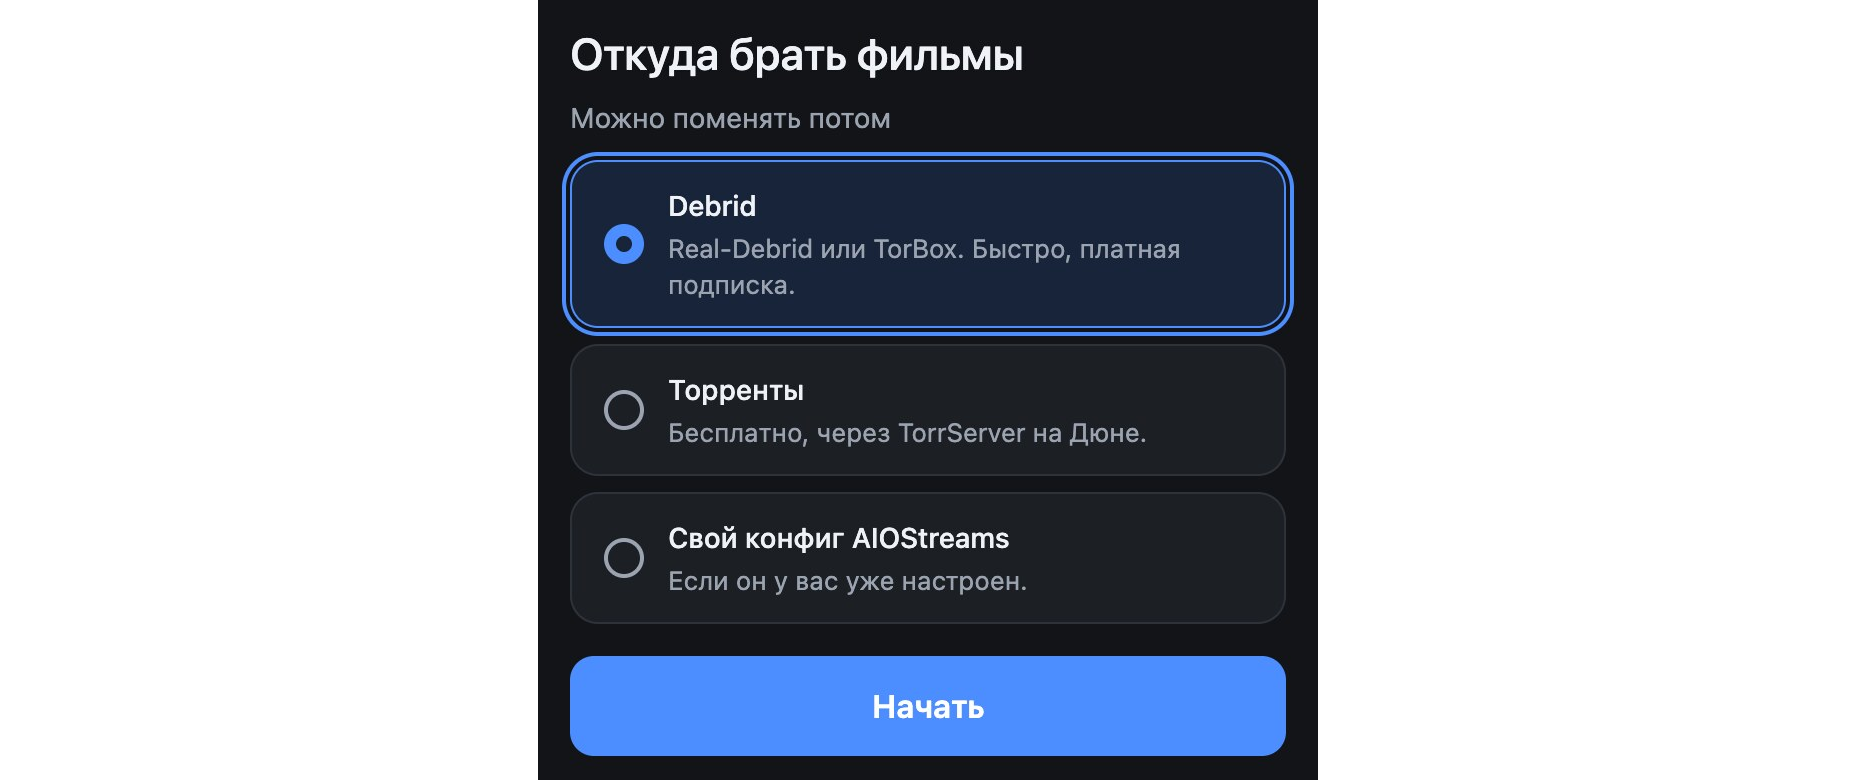 Откуда брать фильмы
Можно поменять потом
Debrid
Real-Debrid или TorBox. Быстро, платная
подписка.
Торренты
Бесплатно, через TorrServer на Дюне.
Свой конфиг AIOStreams
Если он у вас уже настроен.
Начать